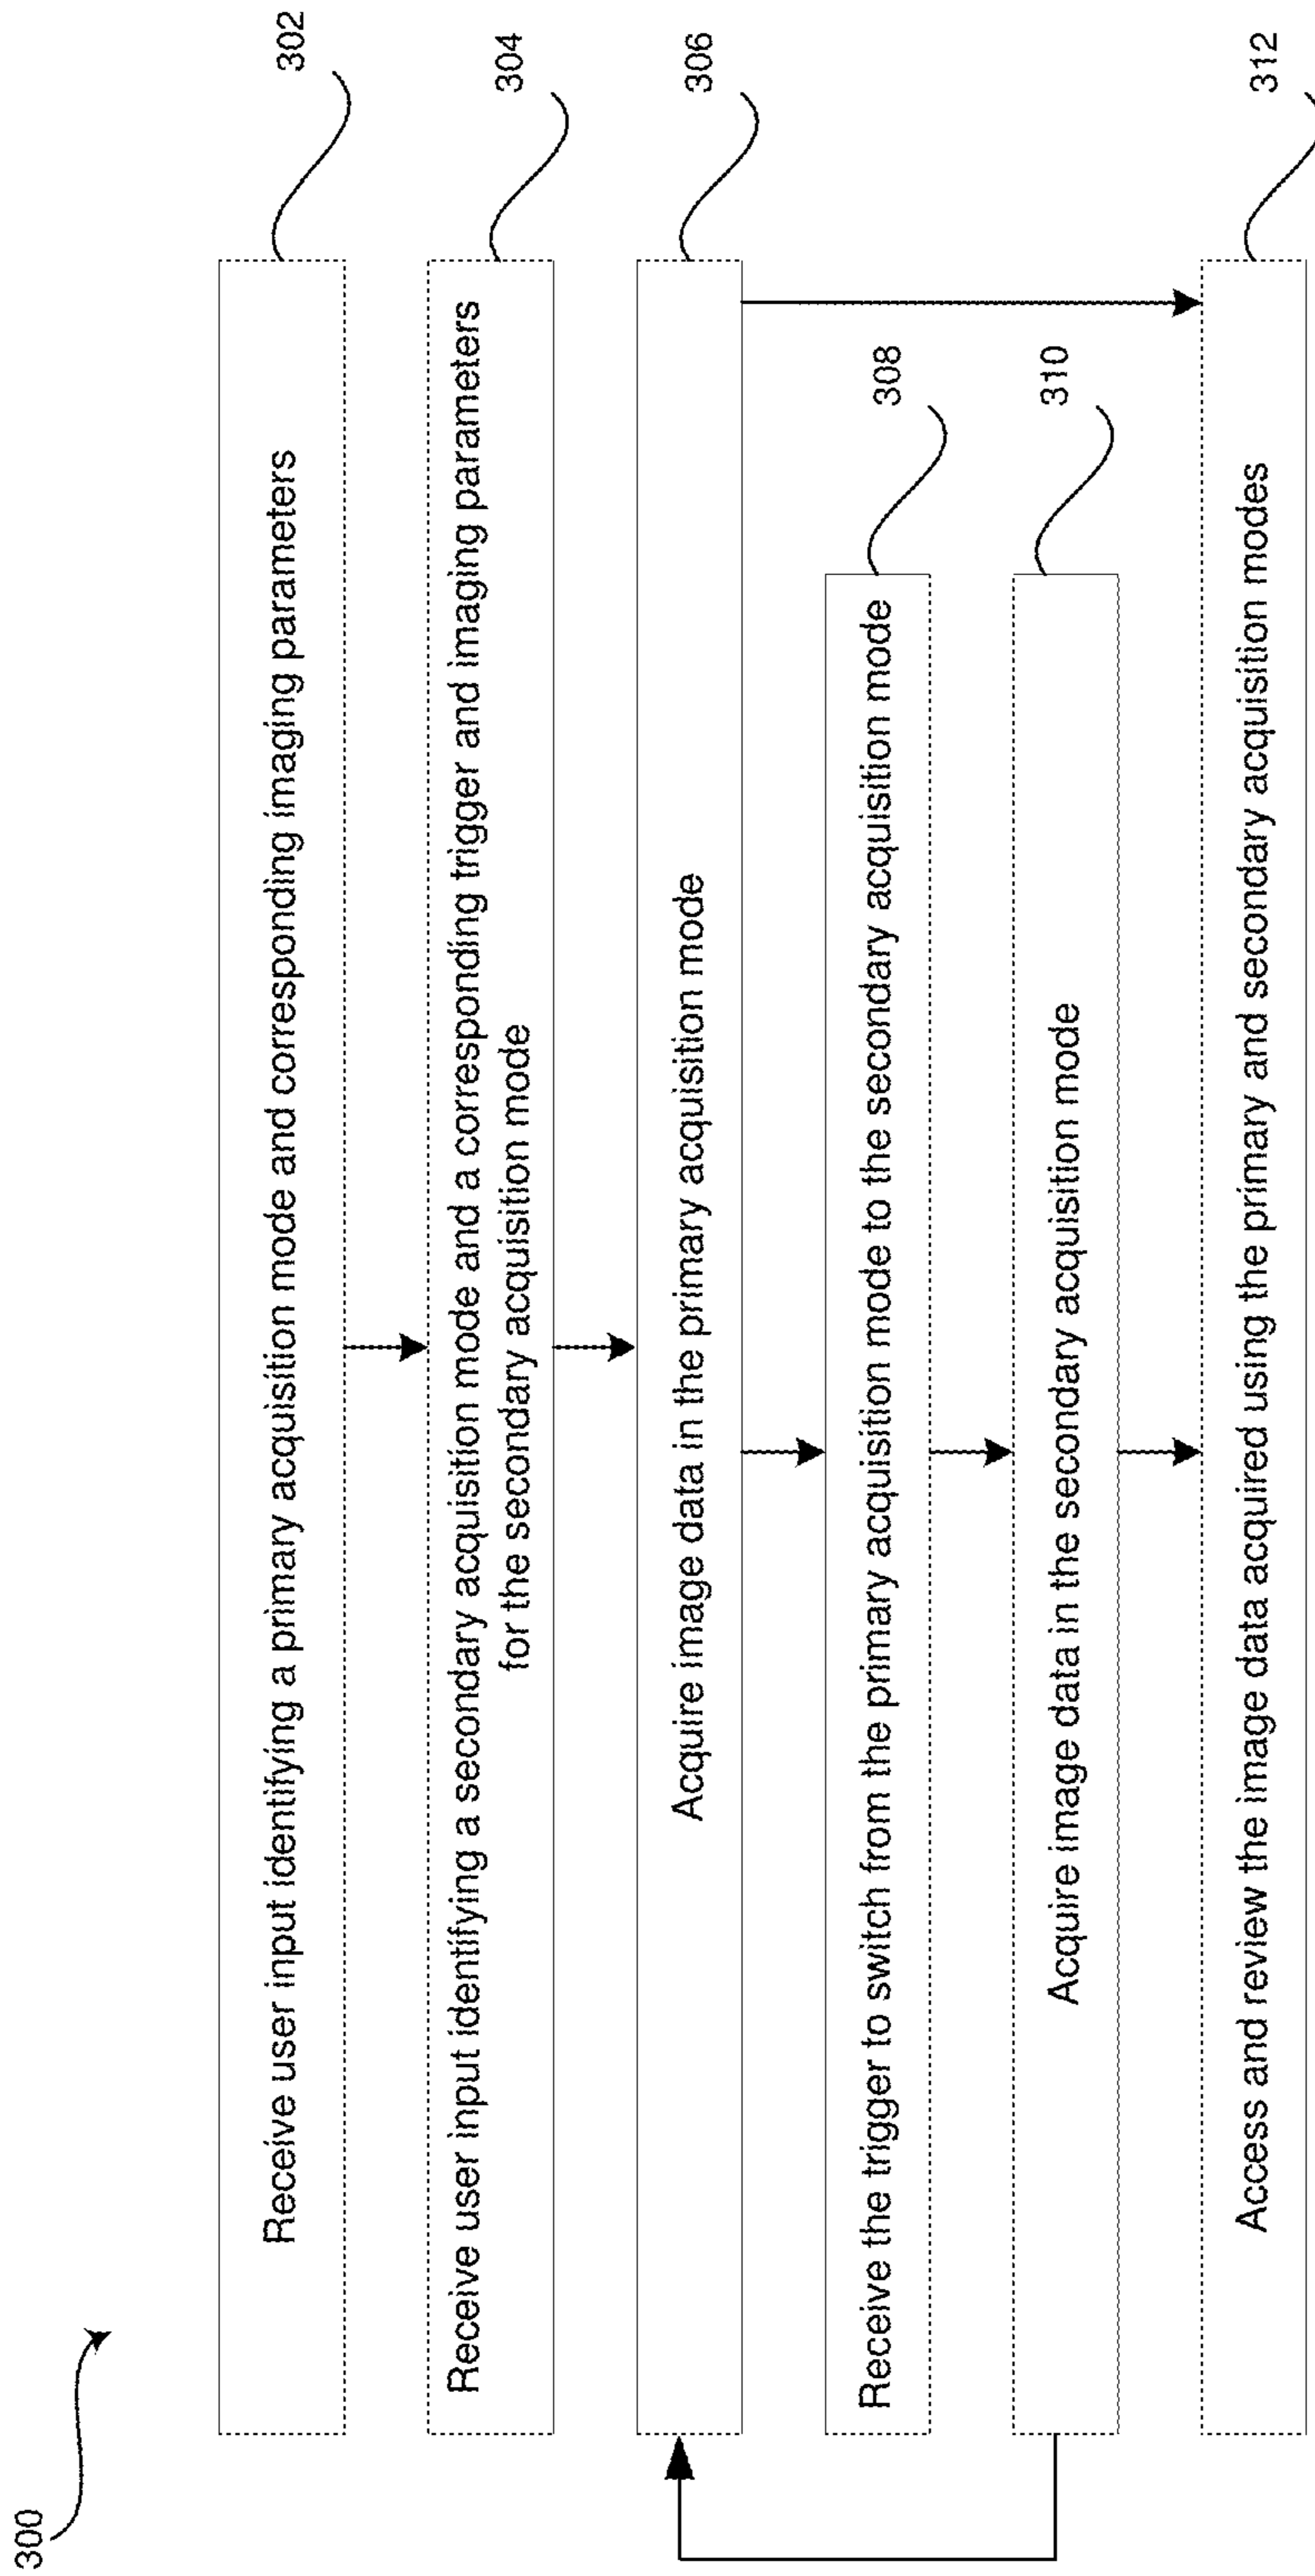 300
302
Receive user input identifying a primary acquisition mode and corresponding imaging parameters
304
Receive user input identifying a secondary acquisition mode and a corresponding trigger and imaging parameters
for the secondary acquisition mode
306
Acquire image data in the primary acquisition mode
308
Receive the trigger to switch from the primary acquisition mode to the secondary acquisition mode
310
Acquire image data in the secondary acquisition mode
312
Access and review the image data acquired using the primary and secondary acquisition modes